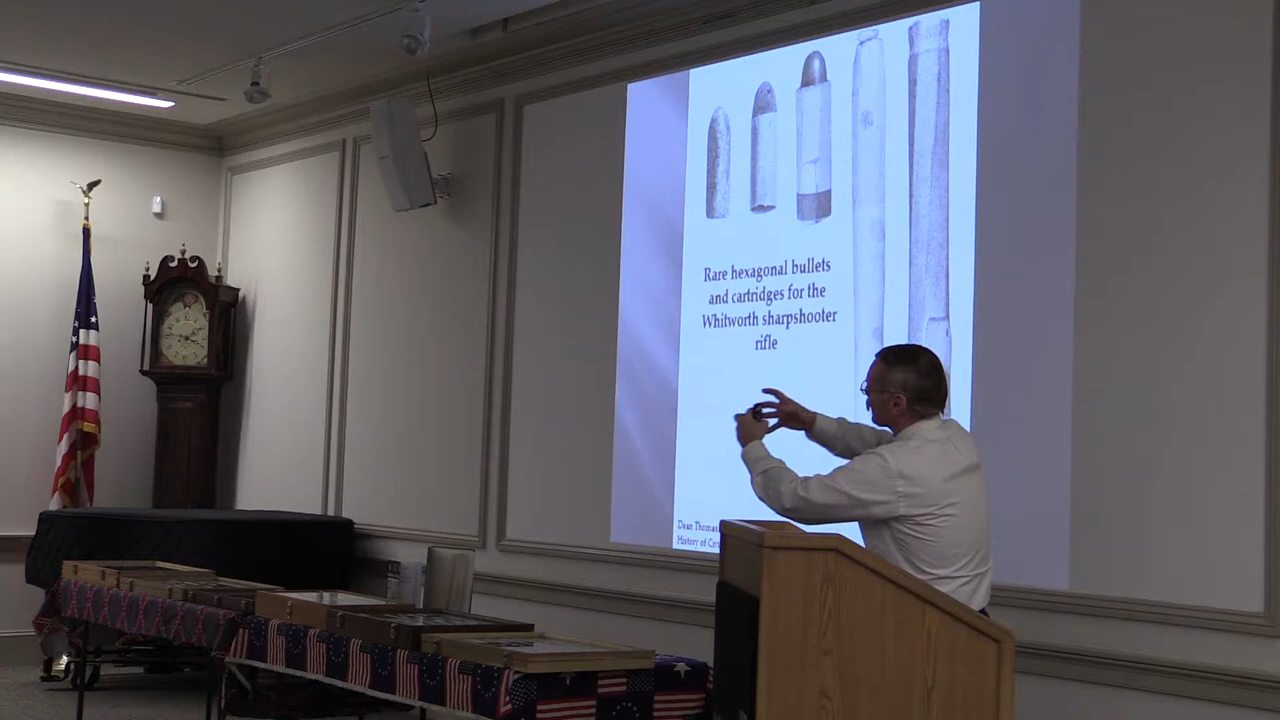 Rare hexagonal bullets
and cartridges for the
Whitworth sharpshooter
rifle
Dean Thomas
History of